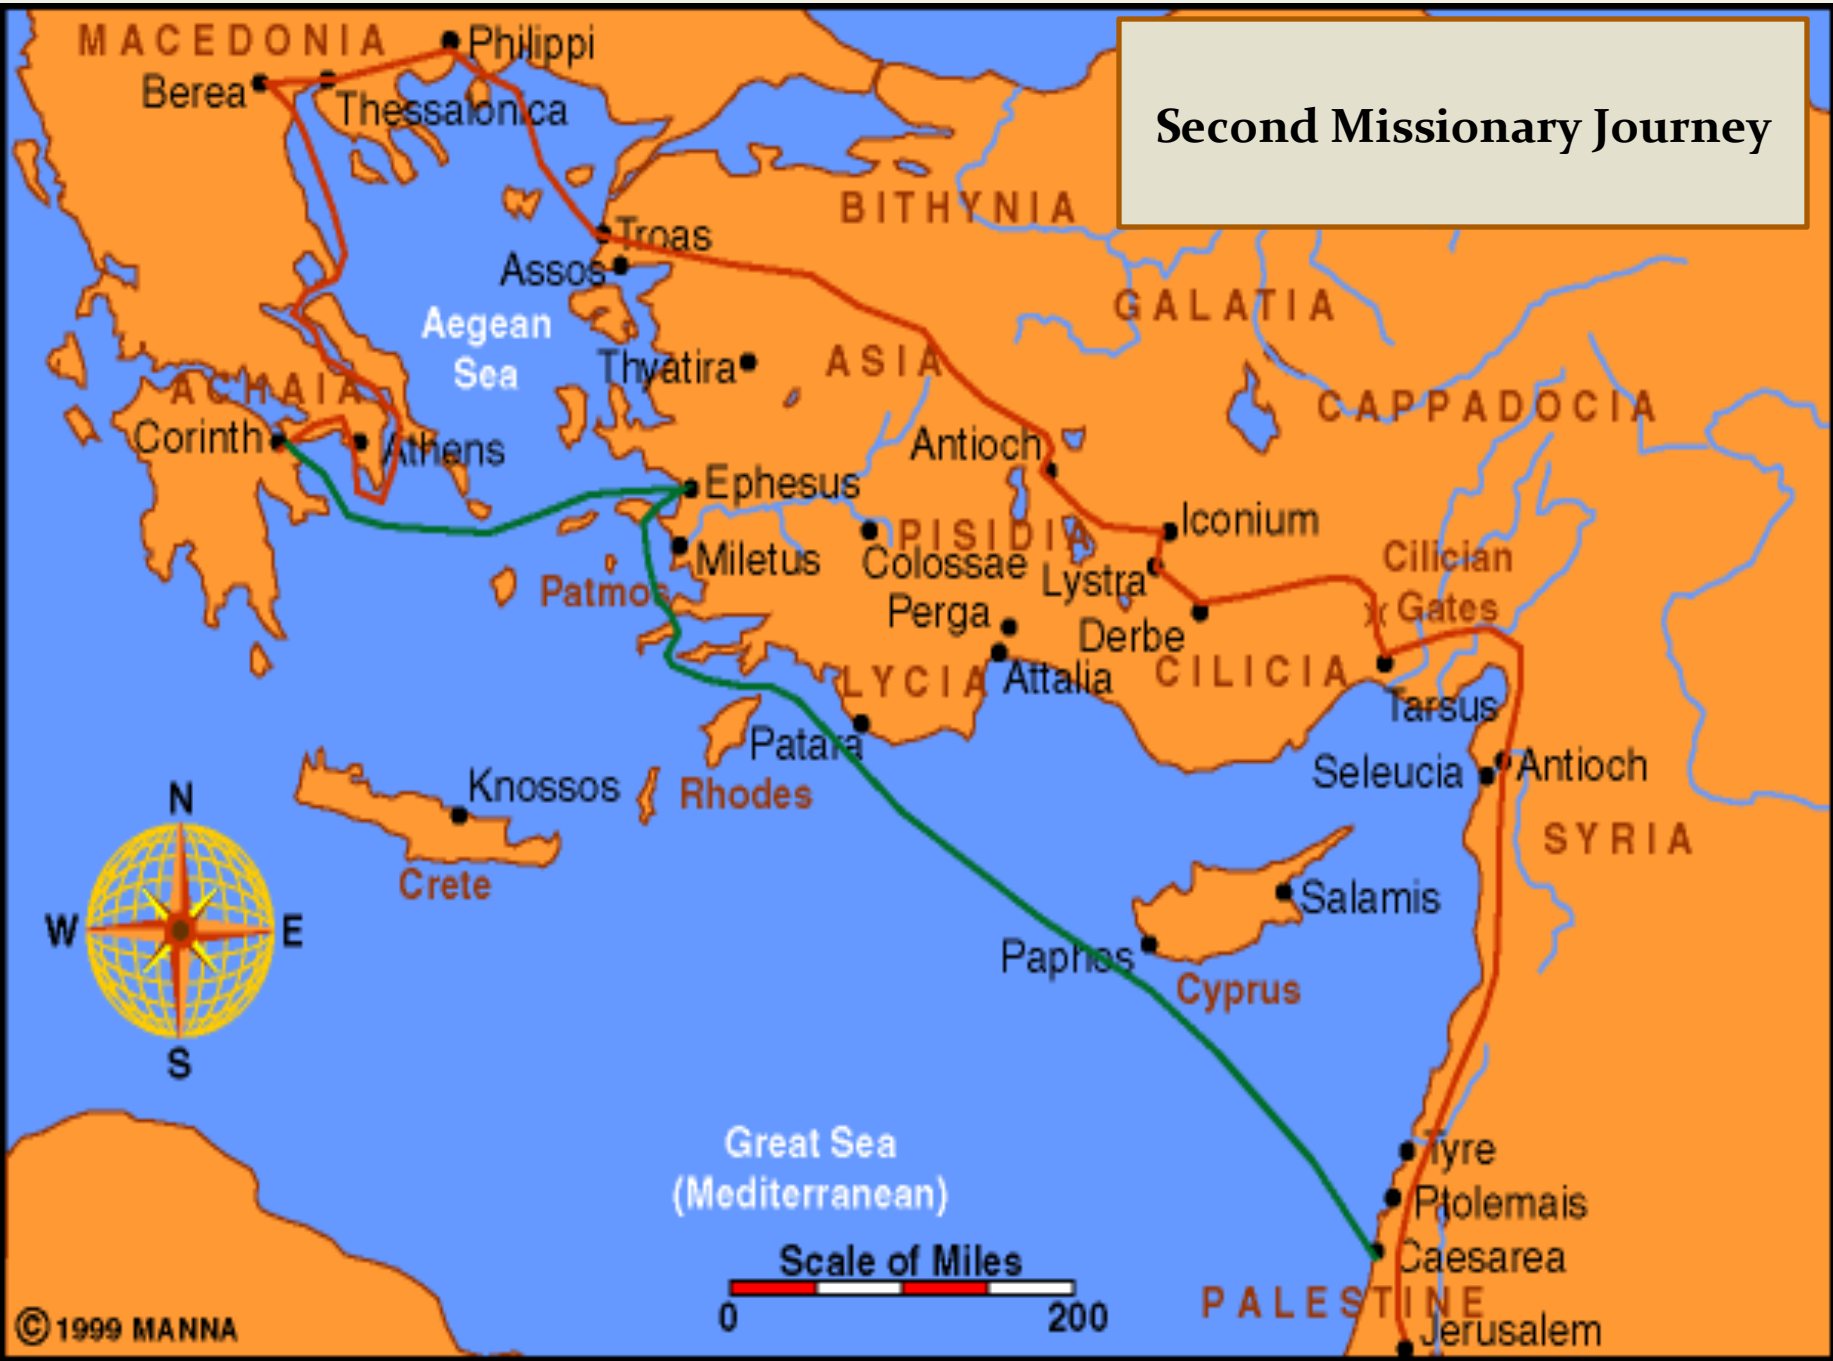 MACEDONIA
Philippi
Berea
Thessalonica
Second Missionary Journey
BITHYNIA
Troas
Assos
GALATIA
Aegean
Sea
Thyatira
ASIA
ACHAIA
CAPPADOCIA
Corinth
Athens
Antioch
Ephesus
Iconium
PISIDIA
Miletus
Colossae
Lystra
Cilician
Gates
Patmos
Perga
Derbe
LYCIA
Attalia
CILICIA
Tarsus
Patara
Seleucia
Antioch
Knossos
Rhodes
N
SYRIA
Crete
Salamis
W
E
Paphos
Cyprus
S
Great Sea
(Mediterranean)
Tyre
Ptolemais
Scale of Miles
Caesarea
0
200
PALESTINE
©1999 MANNA
Jerusalem